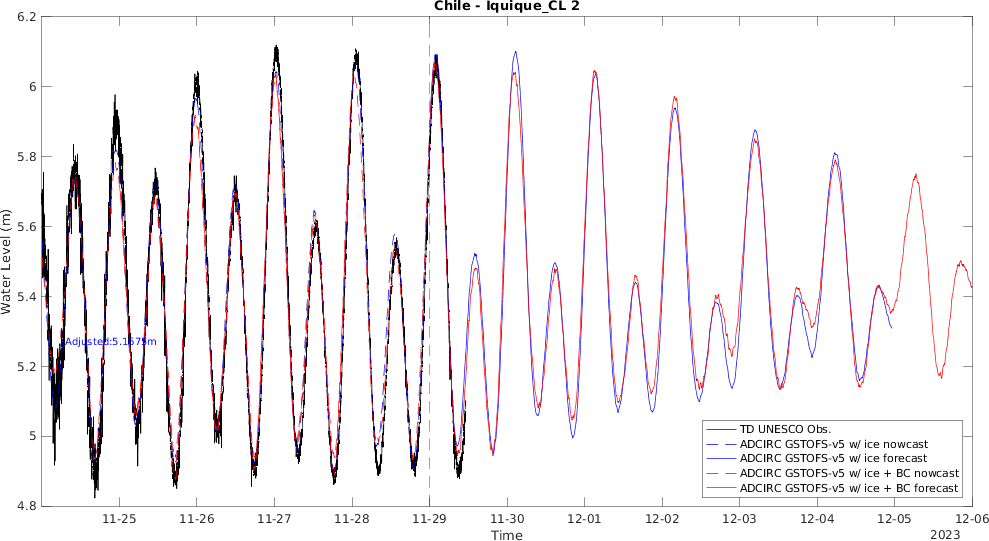 Chile - Iquique_CL 2
6.2
6
5.8
5.6
5.4
5.2
5
4.8
Water Level (m)
Adjusted:5.1679m
TD UNESCO Obs.
ADCIRC GSTOFS-v5 w/ ice nowcast
ADCIRC GSTOFS-v5 w/ ice forecast
ADCIRC GSTOFS-v5 w/ ice + BC nowcast
ADCIRC GSTOFS-v5 w/ ice + BC forecast
11-25 11-26 11-27 11-28 11-29 11-30 12-01 12-02 12-03 12-04 12-05 12-06
Time
2023